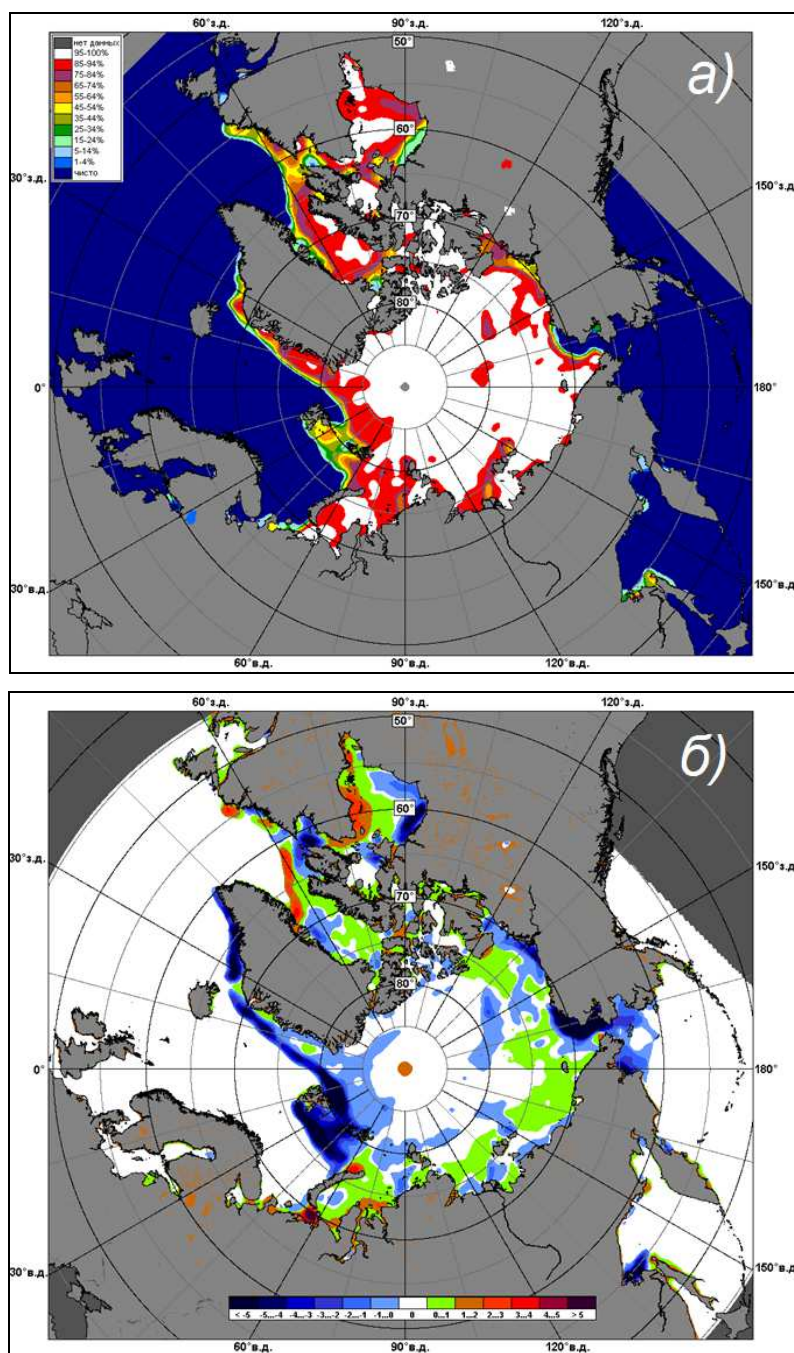 60°з.д.
90°з.д.
120°з.д.
нет данных
95-100%
85-94%
75-84%
65-74%
55-64%
45-54%
35-44%
25-34%
15-24%
5-14%
1-4%
чисто
50°
а)
60°
30°з.д.
150°з.д.
70°
80°
0°
180°
30°в.д.
150°в.д.
60°в.д.
90°в.д.
120°в.д.
60°з.д.
90°з.д.
120°з.д.
50°
б)
60°
30°з.д.
150°з.д.
70°
80°
0°
180°
30°в.д.
150°в.д.
< -5
-5...-4
-4...-3
-3...-2
-2...-1
-1...0
0
0...1
1...2
2...3
3...4
4...5
> 5
60°в.д.
90°в.д.
120°в.д.